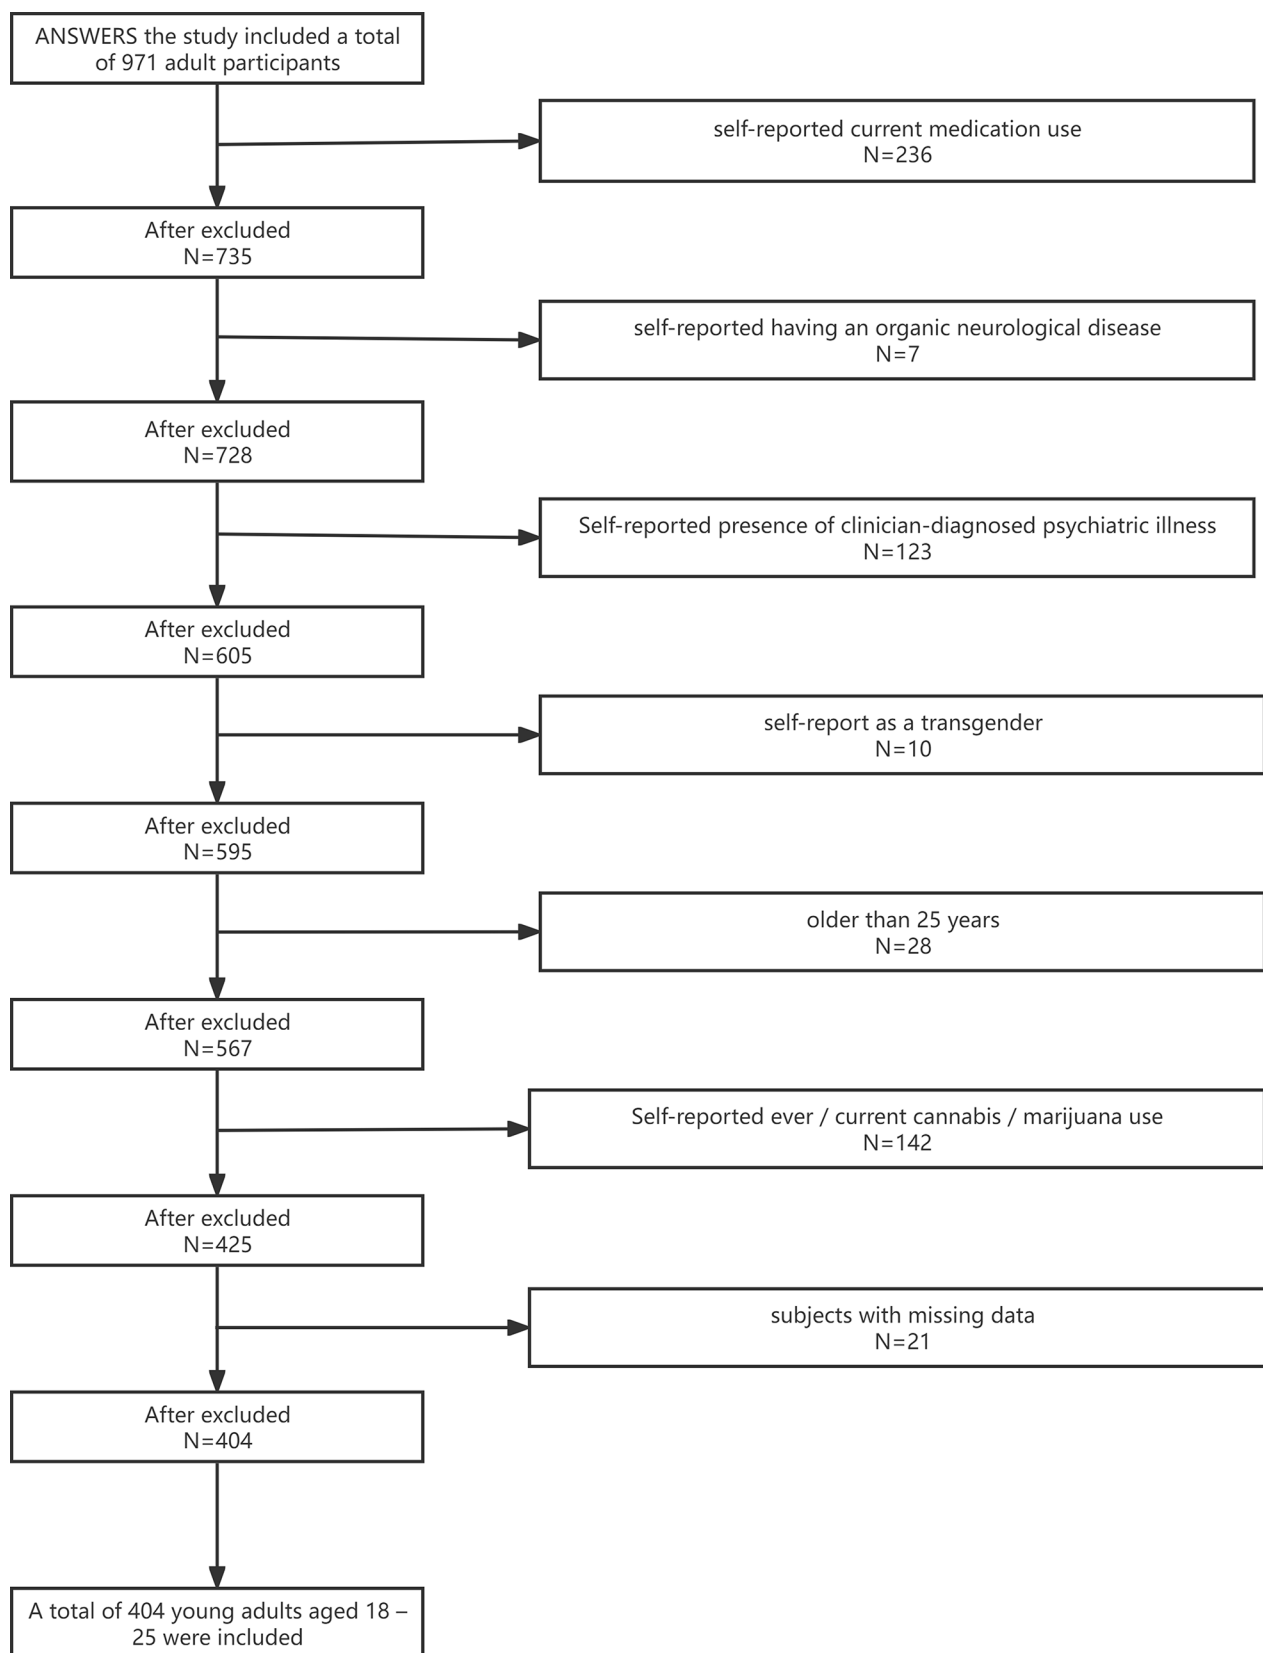 ANSWERS the study included a total
of 971 adult participants
self-reported current medication use
N=236
After excluded
N=735
self-reported having an organic neurological disease
N=7
After excluded
N=728
Self-reported presence of clinician-diagnosed psychiatric illness
N=123
After excluded
N=605
self-report as a transgender
N=10
After excluded
N=595
older than 25 years
N=28
After excluded
N=567
Self-reported ever / current cannabis / marijuana use
N=142
After excluded
N=425
subjects with missing data
N=21
After excluded
N=404
A total of 404 young adults aged 18 –
25 were included